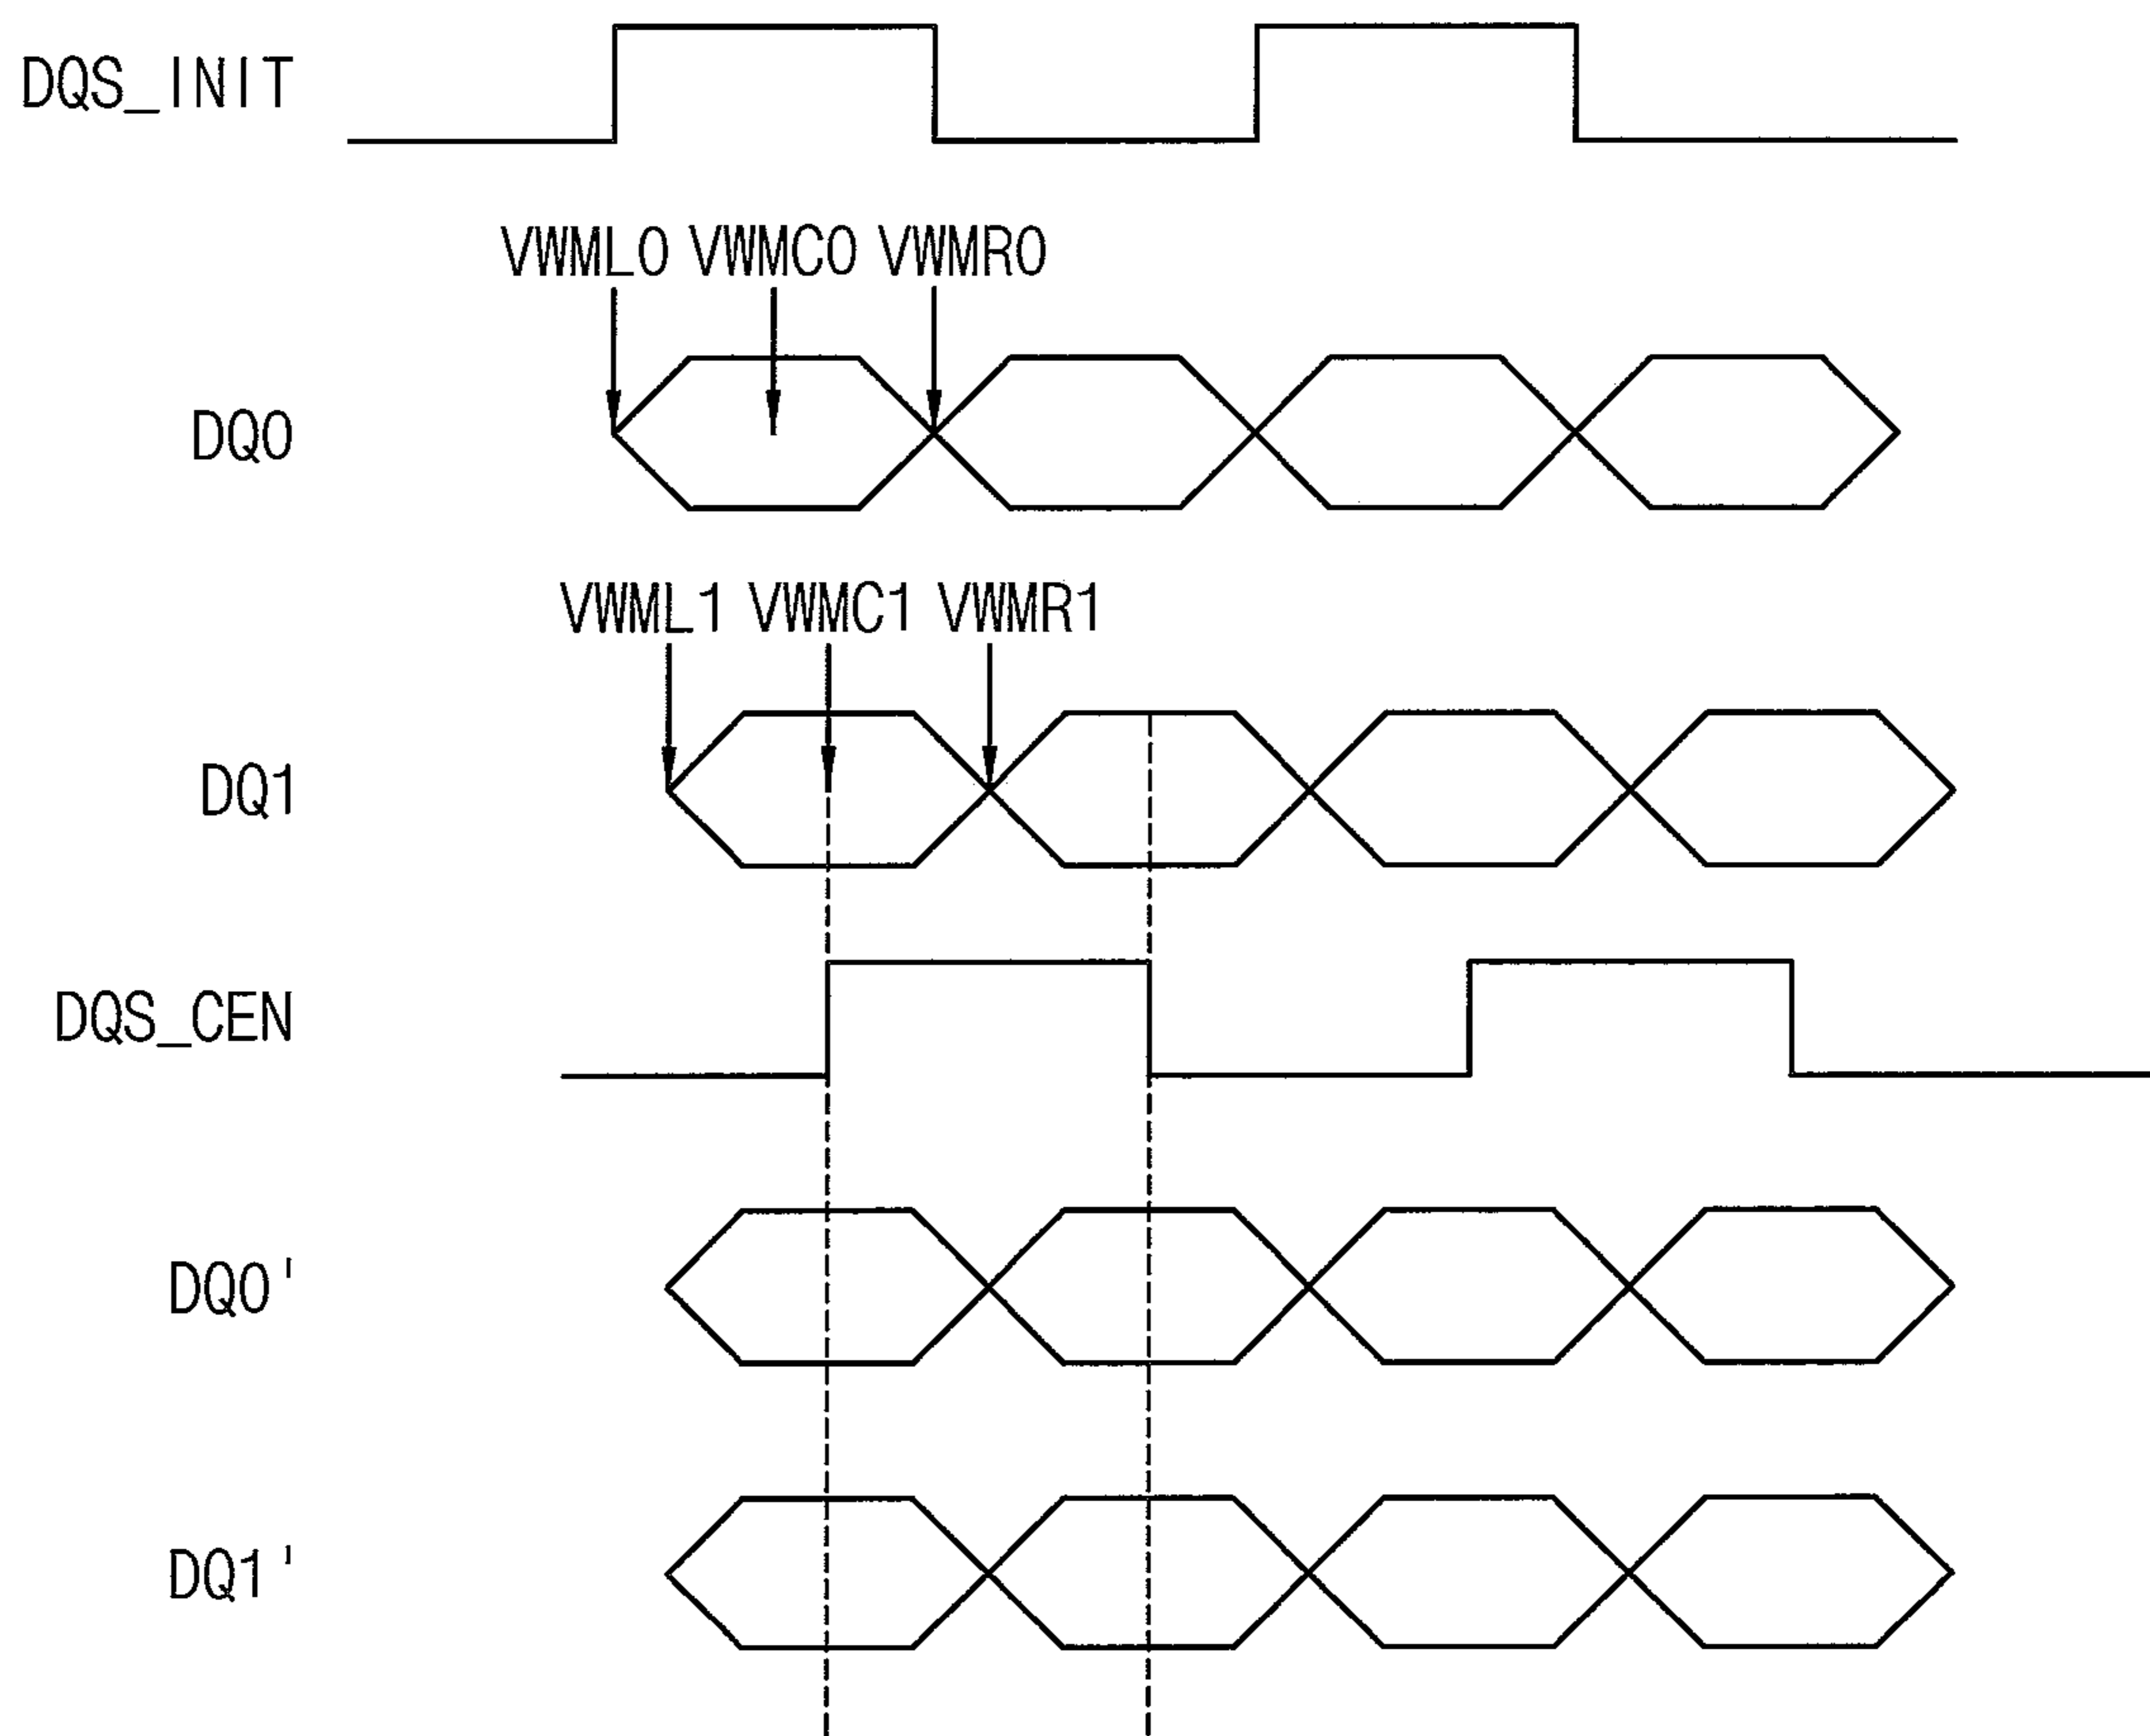 DQS_INIT
VWML0 VWMC0 VWMR0
DQ0
VWML1 VWMC1 VWMR1
DQ1
DQS_CEN
DQ0'
DQ1'